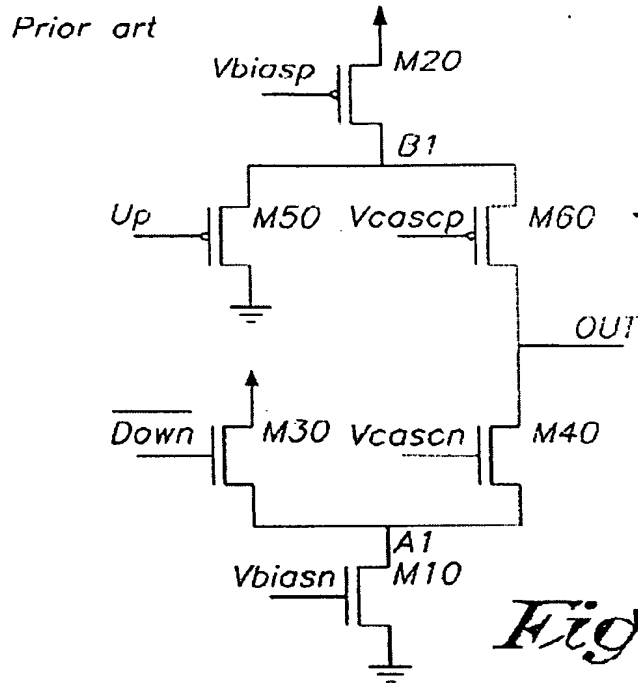 Prior art
Vbiasp
M20
B1
Up
M50
Vcascp
M60
OUT
Down
M30
Vcascn
M40
A1
Vbiasn
M10
Fig